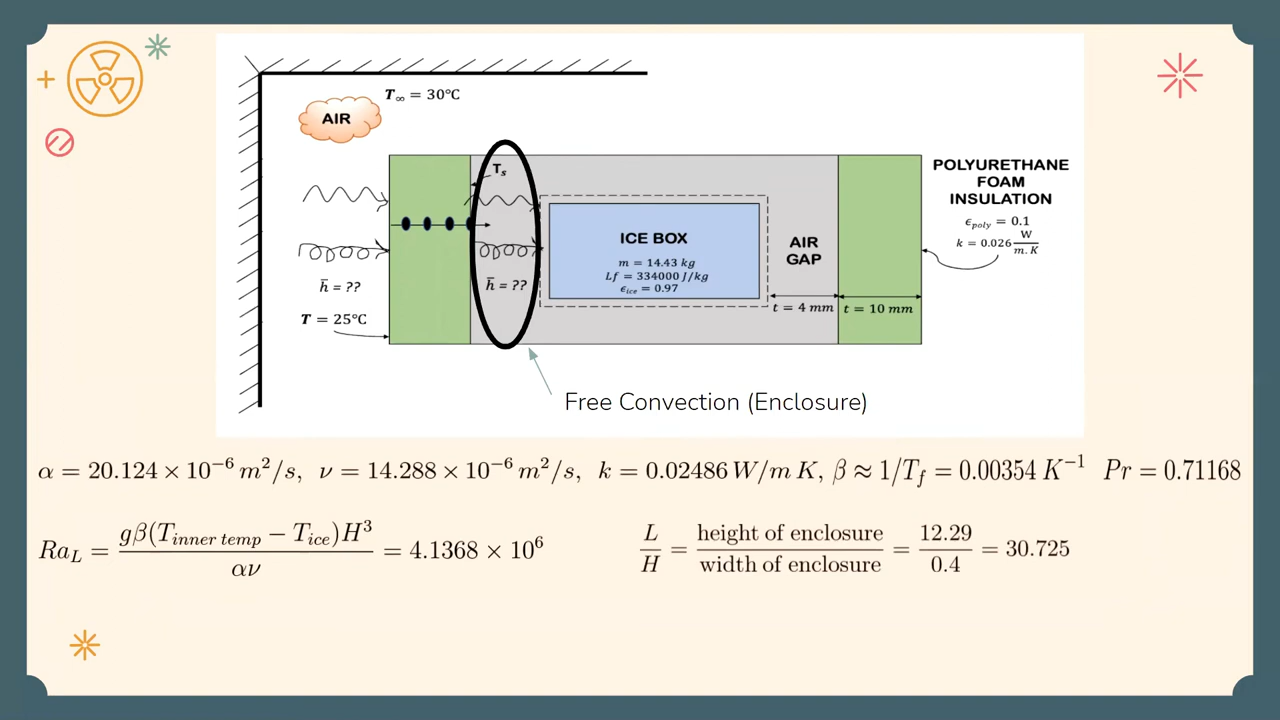 T∞ = 30℃
AIR
Tₛ
POLYURETHANE
FOAM
INSULATION
ϵ_poly = 0.1
k = 0.026 W/m.K
ICE BOX
m = 14.43 kg
Lf = 334000 J/kg
ϵ_ice = 0.97
AIR
GAP
h̄ = ??
h̄ = ??
t = 4 mm
t = 10 mm
T = 25℃
Free Convection (Enclosure)
α = 20.124 × 10⁻⁶ m²/s, ν = 14.288 × 10⁻⁶ m²/s, k = 0.02486 W/m K, β ≈ 1/T_f = 0.00354 K⁻¹ Pr = 0.71168
Ra_L = gβ(T_inner temp − T_ice)H³ / αν = 4.1368 × 10⁶
L/H = height of enclosure / width of enclosure = 12.29/0.4 = 30.725